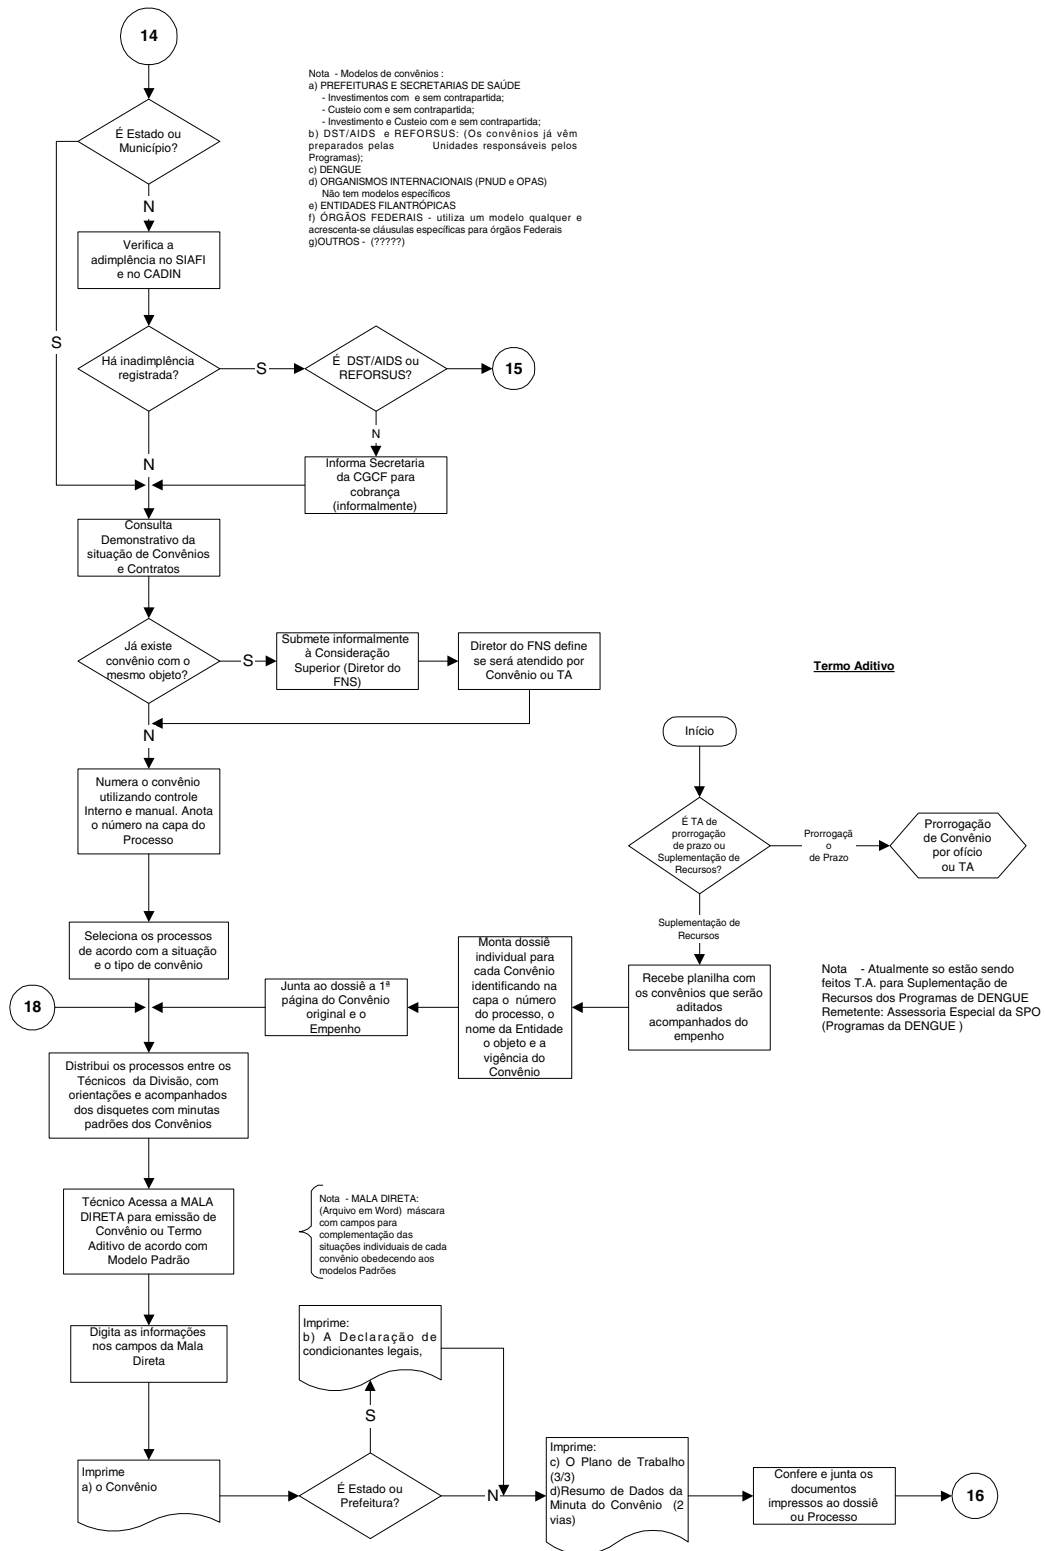 14
Nota - Modelos de convênios :
a) PREFEITURAS E SECRETARIAS DE SAÚDE
- Investimentos com e sem contrapartida;
- Custeio com e sem contrapartida;
- Investimento e Custeio com e sem contrapartida;
b) DST/AIDS e REFORSUS: (Os convênios já vêm
preparados pelas Unidades responsáveis pelos
Programas);
c) DENGUE
d) ORGANISMOS INTERNACIONAIS (PNUD e OPAS)
Não tem modelos específicos
e) ENTIDADES FILANTRÓPICAS
f) ÓRGÃOS FEDERAIS - utiliza um modelo qualquer e
acrescenta-se cláusulas específicas para órgãos Federais
g)OUTROS - (?????)
É Estado ou
Município?
N
S
Verifica a
adimplência no SIAFI
e no CADIN
Há inadimplência
registrada?
S
É DST/AIDS ou
REFORSUS?
15
N
N
Informa Secretaria
da CGCF para
cobrança
(informalmente)
Consulta
Demonstrativo da
situação de Convênios
e Contratos
Já existe
convênio com o
mesmo objeto?
S
Submete informalmente
à Consideração
Superior (Diretor do
FNS)
Diretor do FNS define
se será atendido por
Convênio ou TA
N
Termo Aditivo
Início
Numera o convênio
utilizando controle
Interno e manual. Anota
o número na capa do
Processo
É TA de
prorrogação
de prazo ou
Suplementação de
Recursos?
Prorrogaçã
o
de Prazo
Prorrogação
de Convênio
por ofício
ou TA
Suplementação de
Recursos
Seleciona os processos
de acordo com a situação
e o tipo de convênio
18
Junta ao dossiê a 1ª
página do Convênio
original e o
Empenho
Monta dossiê
individual para
cada Convênio
identificando na
capa o número
do processo, o
nome da Entidade
o objeto e a
vigência do
Convênio
Recebe planilha com
os convênios que serão
aditados
acompanhados do
empenho
Nota - Atualmente so estão sendo
feitos T.A. para Suplementação de
Recursos dos Programas de DENGUE
Remetente: Assessoria Especial da SPO
(Programas da DENGUE )
Distribui os processos entre os
Técnicos da Divisão, com
orientações e acompanhados
dos disquetes com minutas
padrões dos Convênios
Técnico Acessa a MALA
DIRETA para emissão de
Convênio ou Termo
Aditivo de acordo com
Modelo Padrão
Nota - MALA DIRETA:
(Arquivo em Word) máscara
com campos para
complementação das
situações individuais de cada
convênio obedecendo aos
modelos Padrões
Digita as informações
nos campos da Mala
Direta
Imprime:
b) A Declaração de
condicionantes legais,
S
Imprime
a) o Convênio
É Estado ou
Prefeitura?
N
Imprime:
c) O Plano de Trabalho
(3/3)
d)Resumo de Dados da
Minuta do Convênio (2
vias)
Confere e junta os
documentos
impressos ao dossiê
ou Processo
16